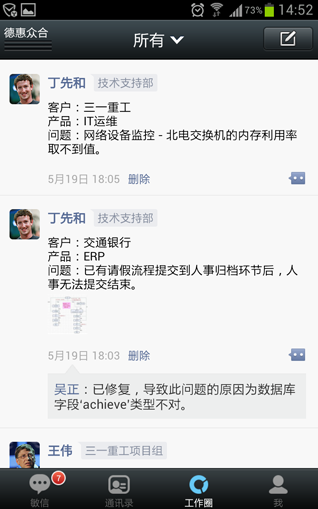 73% 14:52
德惠众合
所有
丁先和 技术支持部
客户：三一重工
产品：IT运维
问题：网络设备监控 - 北电交换机的内存利用率
取不到值。
5月19日 18:05 删除
丁先和 技术支持部
客户：交通银行
产品：ERP
问题：已有请假流程提交到人事归档环节后，人
事无法提交结束。
5月19日 18:03 删除
吴正：已修复，导致此问题的原因为数据库
字段‘achieve’类型不对。
王伟 三一重工项目组
7
敏信 通讯录 工作圈 我